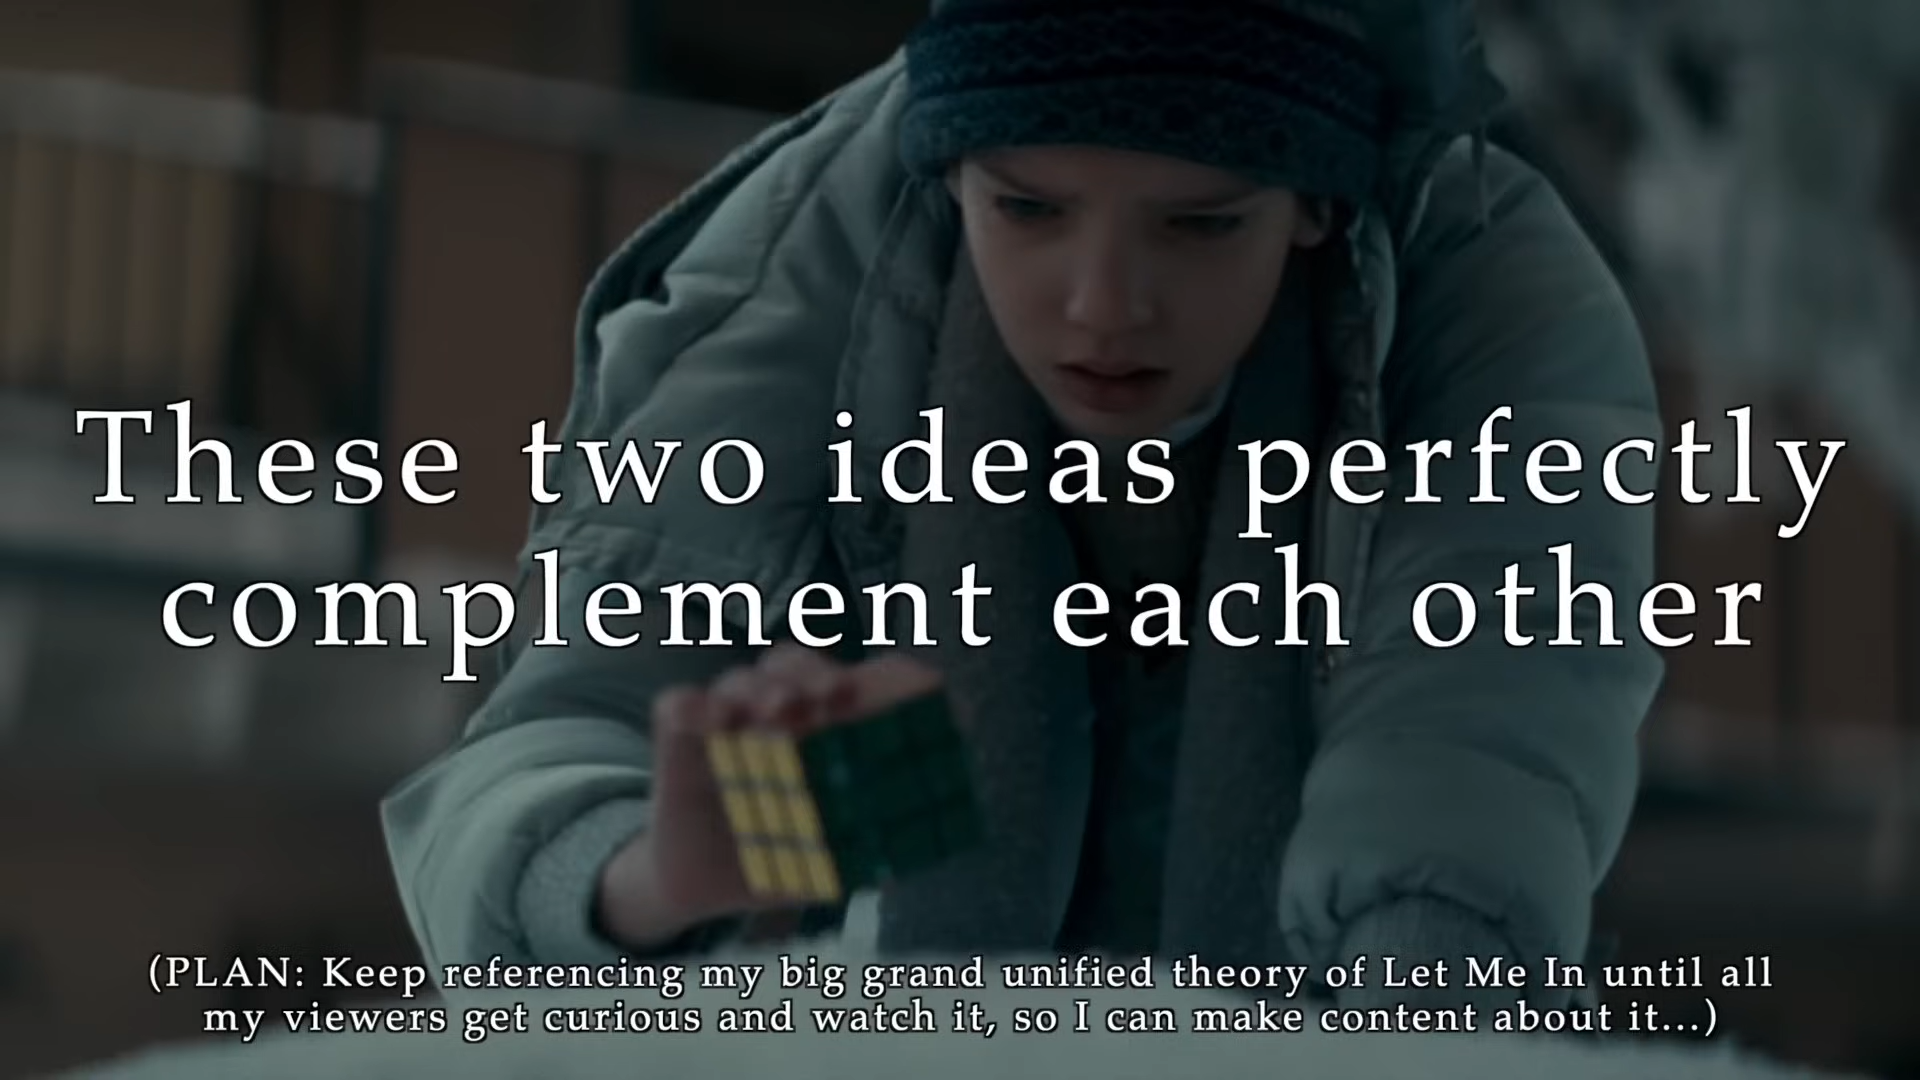 These two ideas perfectly
complement each other
(PLAN: Keep referencing my big grand unified theory of Let Me In until all
my viewers get curious and watch it, so I can make content about it...)